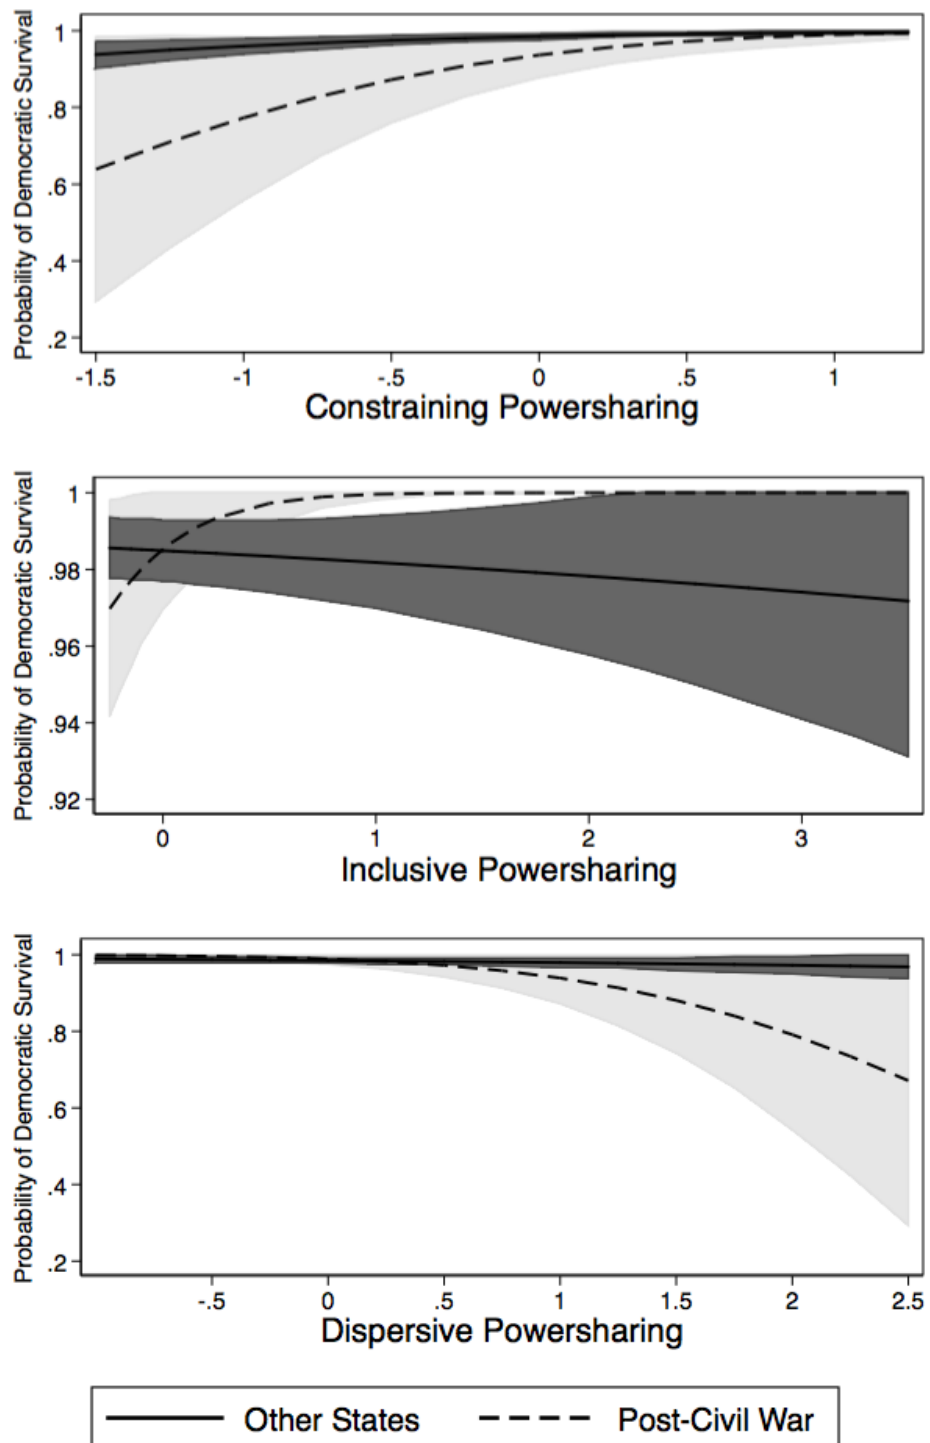 Probability of Democratic Survival
1
.8
.6
.4
.2
-1.5 -1 -.5 0 .5 1
Constraining Powersharing
Probability of Democratic Survival
1
.98
.96
.94
.92
0 1 2 3
Inclusive Powersharing
Probability of Democratic Survival
1
.8
.6
.4
.2
-.5 0 .5 1 1.5 2 2.5
Dispersive Powersharing
Other States Post-Civil War